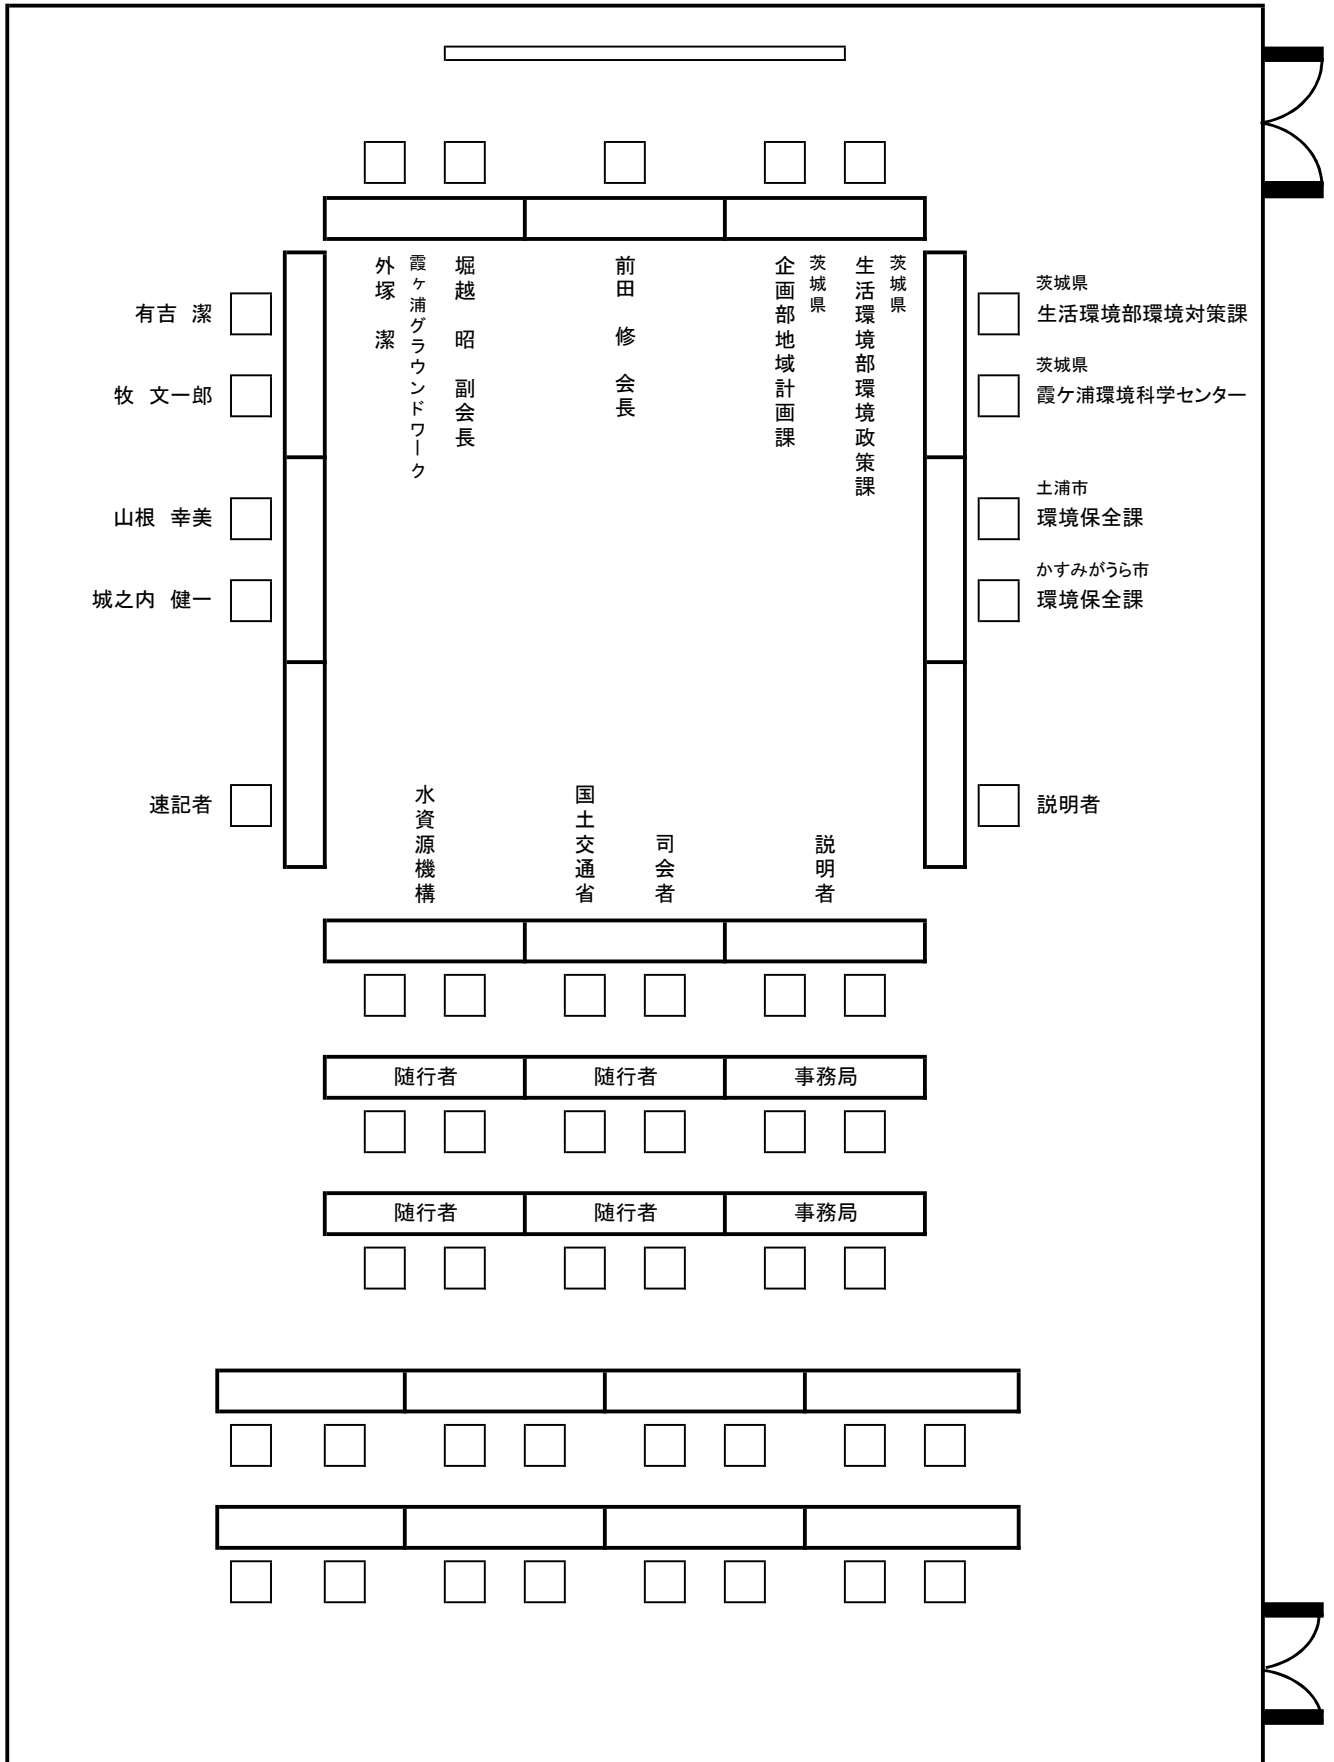 外塚　潔
霞ヶ浦グラウンドワーク
堀越　昭　副会長
前田　修　会長
企画部地域計画課
茨城県
生活環境部環境政策課
茨城県
有吉　潔
牧　文一郎
山根　幸美
城之内　健一
速記者
茨城県
生活環境部環境対策課
茨城県
霞ケ浦環境科学センター
土浦市
環境保全課
かすみがうら市
環境保全課
説明者
水資源機構
国土交通省
司会者
説明者
随行者
随行者
事務局
随行者
随行者
事務局